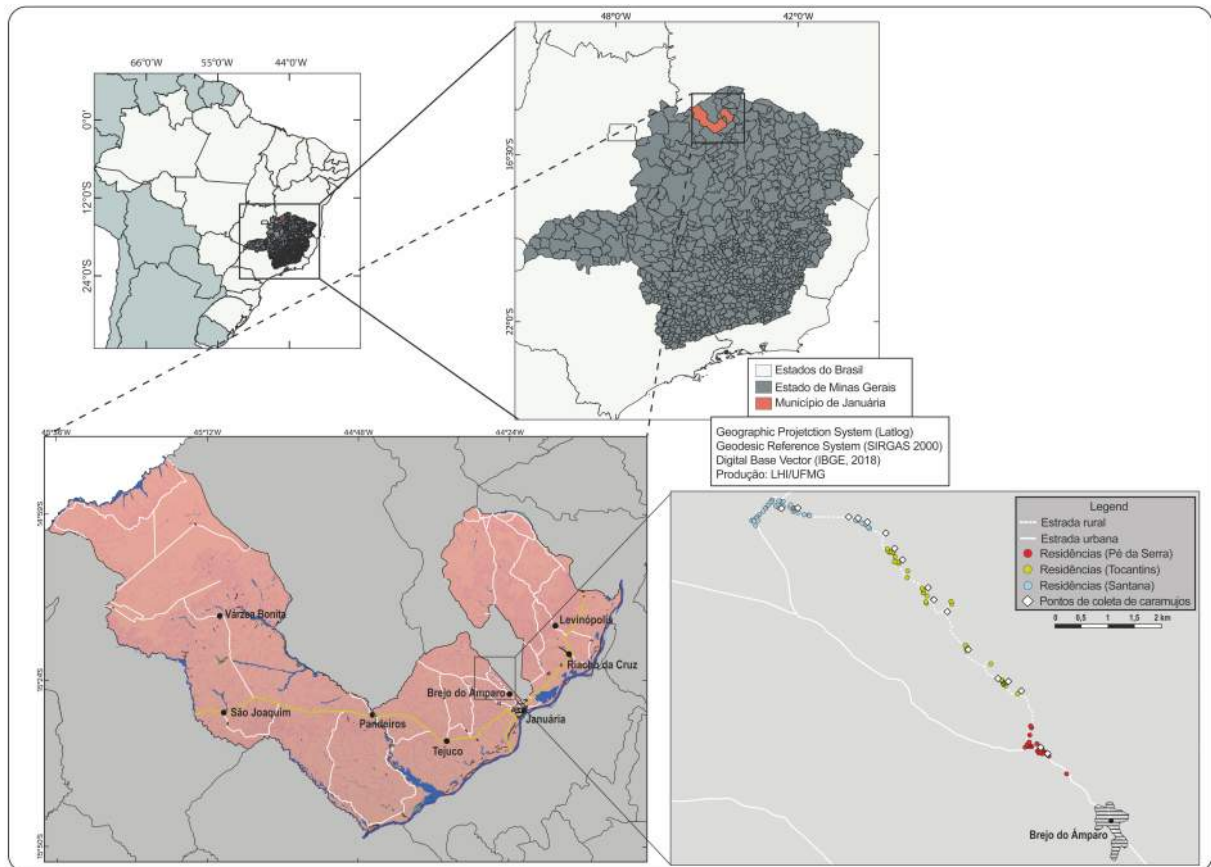 66°0'W 55°0'W 44°0'W
0°0'
12°0'S
24°0'S
48°0'W 42°0'W
16°30'S
22°0'S
Estados do Brasil
Estado de Minas Gerais
Município de Januária
Geographic Projetction System (Latlog)
Geodesic Reference System (SIRGAS 2000)
Digital Base Vector (IBGE, 2018)
Produção: LHI/UFMG
45°12'W 44°48'W 44°24'W
15°50'S
Várzea Bonita
Levinópolis
Riacho da Cruz
Brejo do Amparo
São Joaquim
Pandeiros
Januária
Tejuco
Legend
Estrada rural
Estrada urbana
Residências (Pé da Serra)
Residências (Tocantins)
Residências (Santana)
Pontos de coleta de caramujos
0 0,5 1 1,5 2 km
Brejo do Âmparo